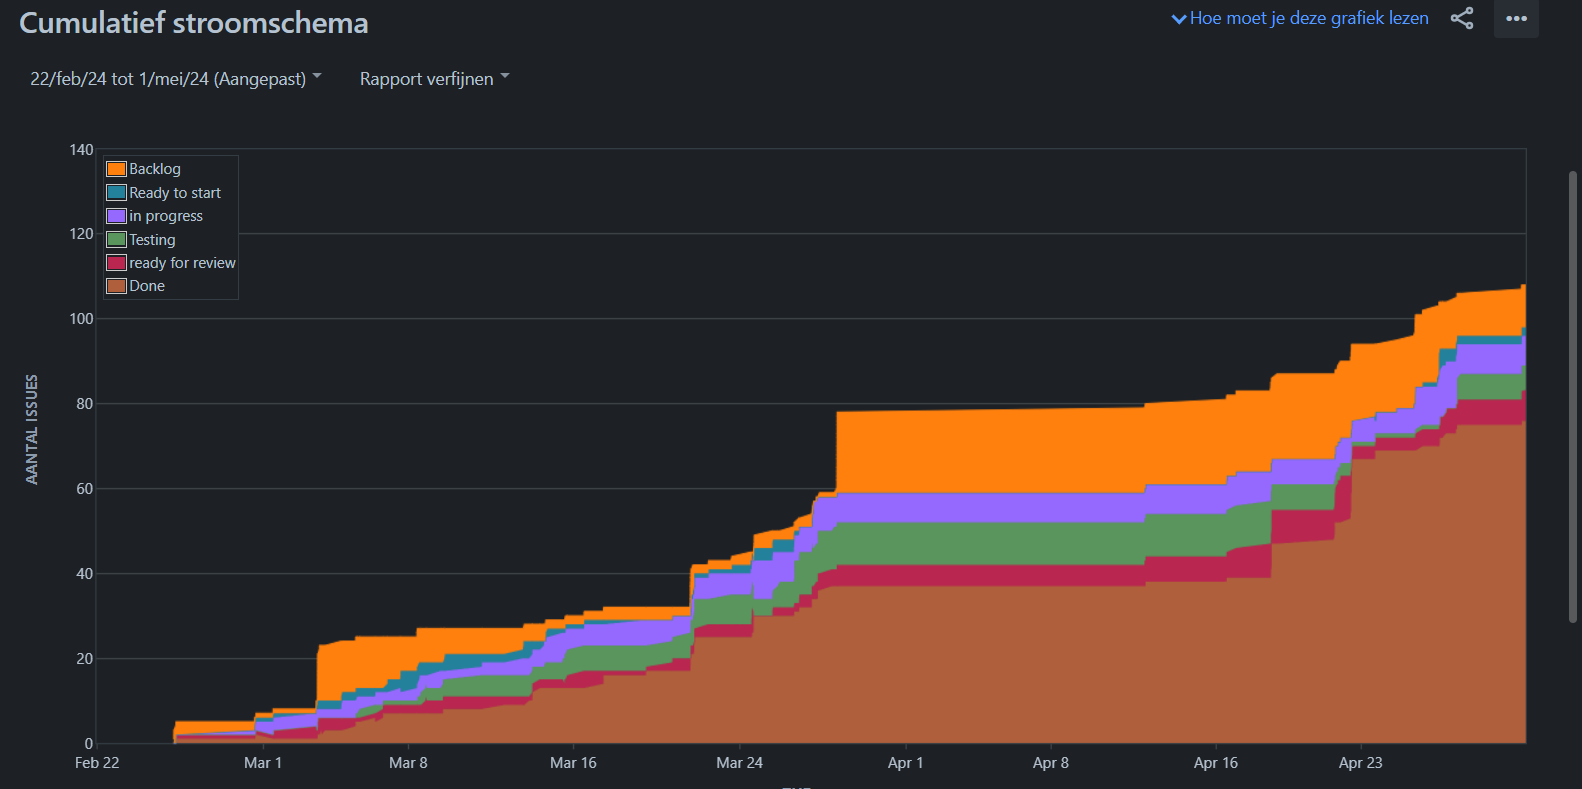 Cumulatief stroomschema
Hoe moet je deze grafiek lezen
22/feb/24 tot 1/mei/24 (Aangepast)
Rapport verfijnen
140
120
100
80
60
40
20
0
AANTAL ISSUES
Backlog
Ready to start
in progress
Testing
ready for review
Done
Feb 22
Mar 1
Mar 8
Mar 16
Mar 24
Apr 1
Apr 8
Apr 16
Apr 23